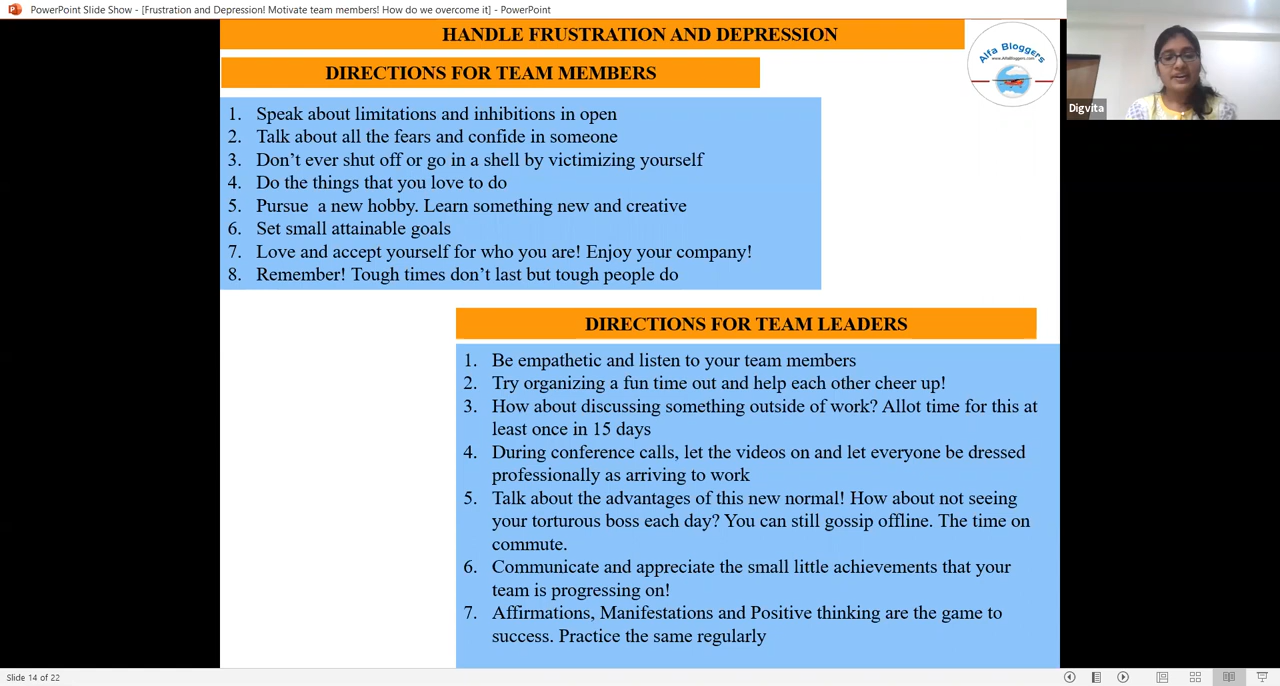 PowerPoint Slide Show - [Frustration and Depression! Motivate team members! How do we overcome it] - PowerPoint
HANDLE FRUSTRATION AND DEPRESSION
Alfa Bloggers
www.AlfaBloggers.com
Digvita
DIRECTIONS FOR TEAM MEMBERS
1. Speak about limitations and inhibitions in open
2. Talk about all the fears and confide in someone
3. Don’t ever shut off or go in a shell by victimizing yourself
4. Do the things that you love to do
5. Pursue a new hobby. Learn something new and creative
6. Set small attainable goals
7. Love and accept yourself for who you are! Enjoy your company!
8. Remember! Tough times don’t last but tough people do
DIRECTIONS FOR TEAM LEADERS
1. Be empathetic and listen to your team members
2. Try organizing a fun time out and help each other cheer up!
3. How about discussing something outside of work? Allot time for this at
least once in 15 days
4. During conference calls, let the videos on and let everyone be dressed
professionally as arriving to work
5. Talk about the advantages of this new normal! How about not seeing
your torturous boss each day? You can still gossip offline. The time on
commute.
6. Communicate and appreciate the small little achievements that your
team is progressing on!
7. Affirmations, Manifestations and Positive thinking are the game to
success. Practice the same regularly
Slide 14 of 22